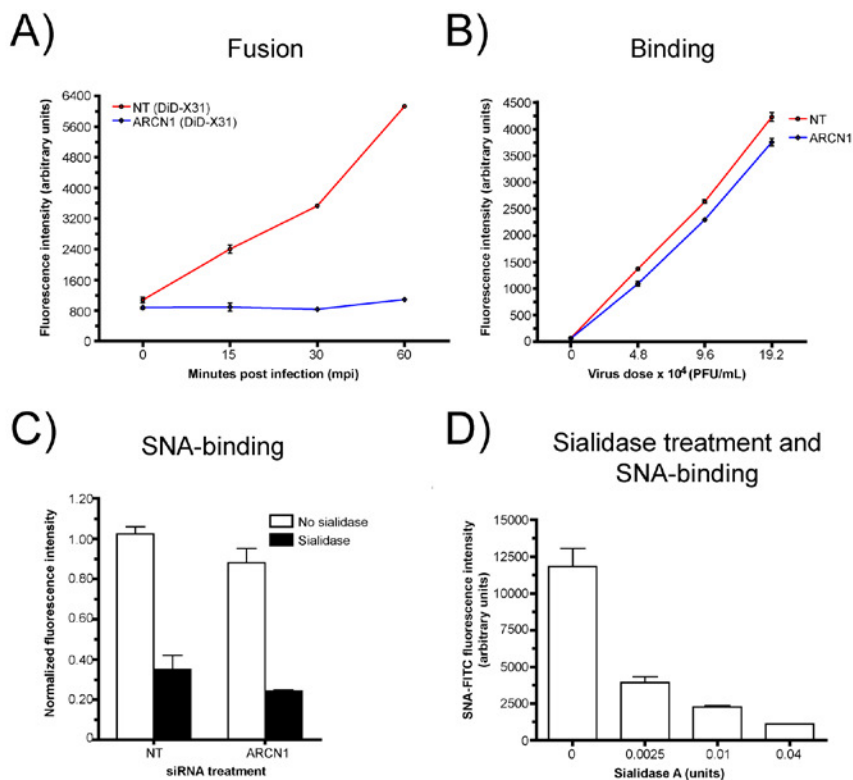 A)
Fusion
Fluorescence intensity (arbitrary units)
6400
5600
4800
4000
3200
2400
1600
800
0
NT (DiD-X31)
ARCN1 (DiD-X31)
0 15 30 60
Minutes post infection (mpi)
B)
Binding
Fluorescence intensity (arbitrary units)
4500
4000
3500
3000
2500
2000
1500
1000
500
0
NT
ARCN1
0 4.8 9.6 19.2
Virus dose x 10⁴ (PFU/mL)
C)
SNA-binding
Normalized fluorescence intensity
1.20
1.00
0.80
0.60
0.40
0.20
0
No sialidase
Sialidase
NT ARCN1
siRNA treatment
D)
Sialidase treatment and
SNA-binding
SNA-FITC fluorescence intensity
(arbitrary units)
15000
12500
10000
7500
5000
2500
0
0 0.0025 0.01 0.04
Sialidase A (units)